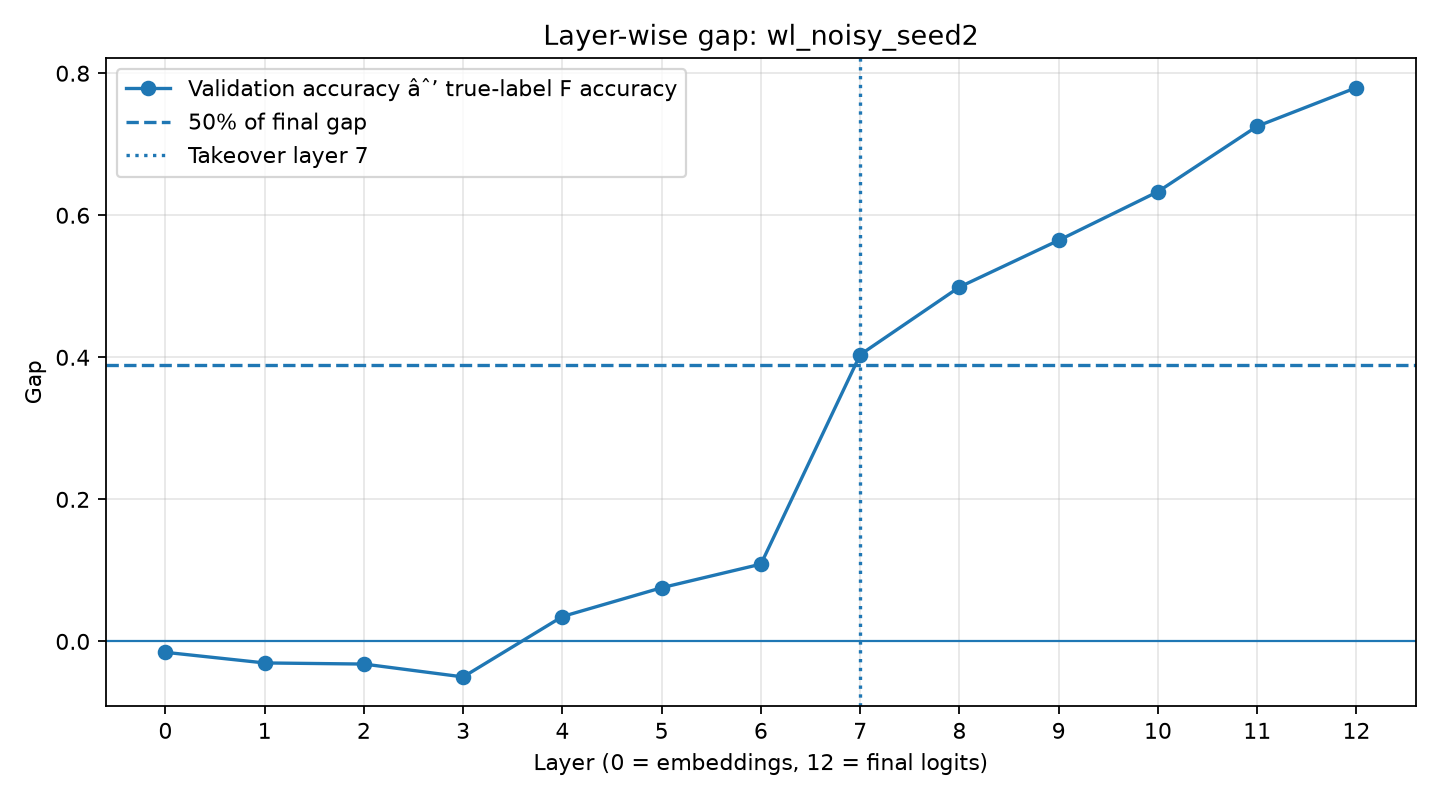 Layer-wise gap: wl_noisy_seed2
Validation accuracy âˆ’ true-label F accuracy
50% of final gap
Takeover layer 7
0.8
0.6
0.4
0.2
0.0
Gap
0 1 2 3 4 5 6 7 8 9 10 11 12
Layer (0 = embeddings, 12 = final logits)